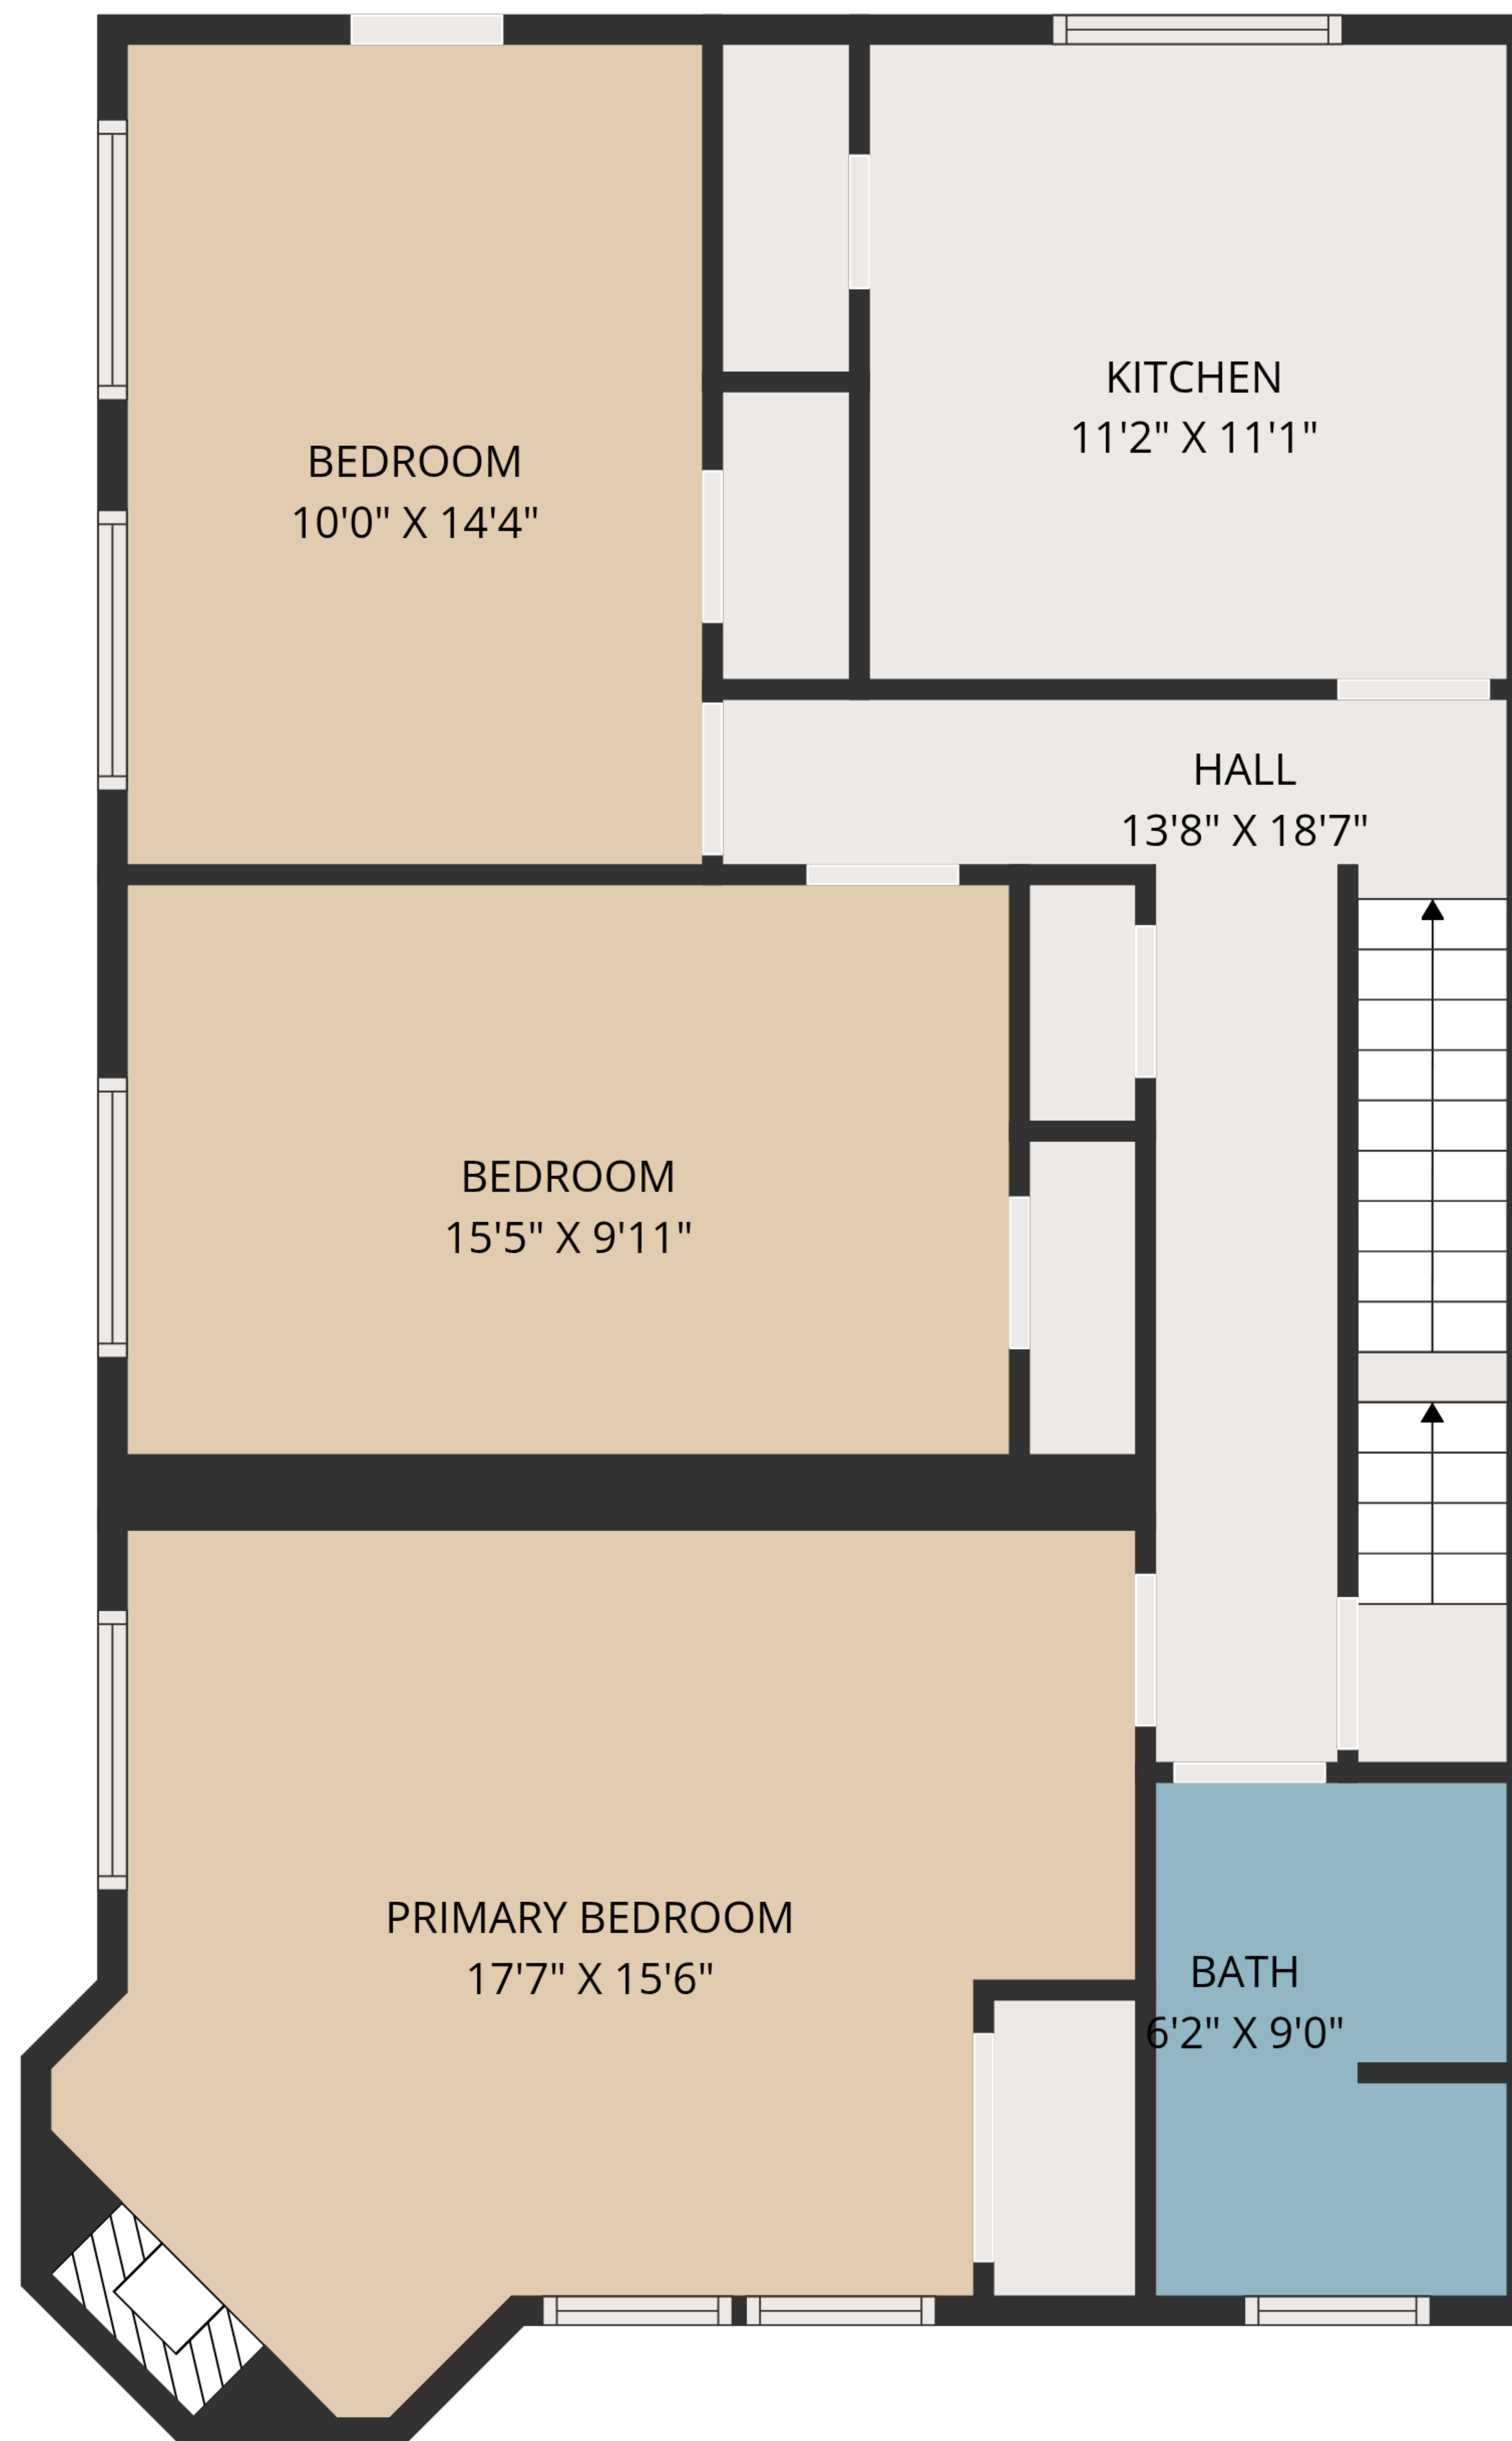 KITCHEN
11'2" X 11'1"
BEDROOM
10'0" X 14'4"
HALL
13'8" X 18'7"
BEDROOM
15'5" X 9'11"
PRIMARY BEDROOM
17'7" X 15'6"
BATH
6'2" X 9'0"